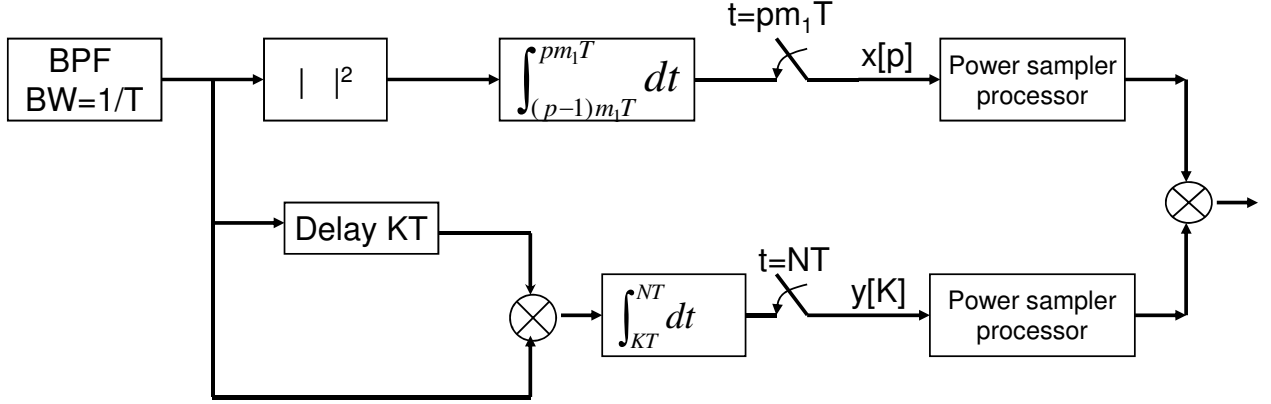 BPF
BW=1/T
| |²
∫_{(p−1)m₁T}^{pm₁T} dt
t=pm₁T
x[p]
Power sampler
processor
Delay KT
∫_{KT}^{NT} dt
t=NT
y[K]
Power sampler
processor